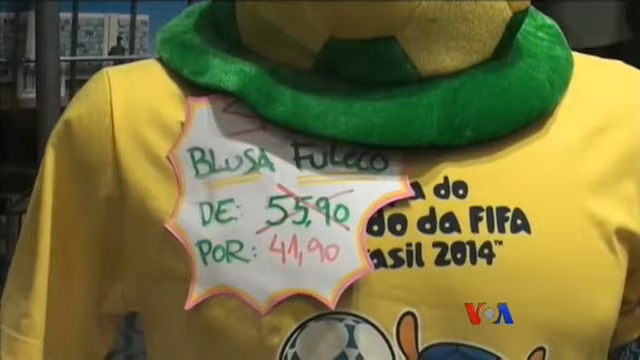 BLUSA FULECO
DE: 55,90
POR: 41,90
a do
do da FIFA
asil 2014™
VOA